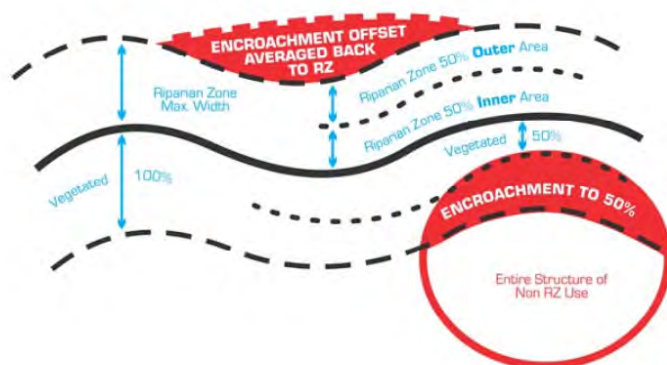 ENCROACHMENT OFFSET
AVERAGED BACK
TO RZ
Riparian Zone
Max. Width
Riparian Zone 50% Outer Area
Riparian Zone 50% Inner Area
Vegetated 50%
Vegetated 100%
ENCROACHMENT TO 50%
Entire Structure of
Non RZ Use